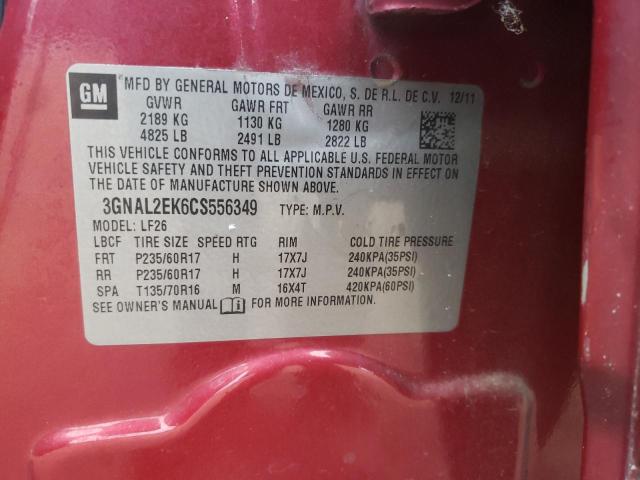 GM
MFD BY GENERAL MOTORS DE MEXICO, S. DE R.L. DE C.V. 12/11
GVWR GAWR FRT GAWR RR
2189 KG 1130 KG 1280 KG
4825 LB 2491 LB 2822 LB
THIS VEHICLE CONFORMS TO ALL APPLICABLE U.S. FEDERAL MOTOR
VEHICLE SAFETY AND THEFT PREVENTION STANDARDS IN EFFECT ON
THE DATE OF MANUFACTURE SHOWN ABOVE.
3GNAL2EK6CS556349 TYPE: M.P.V.
MODEL: LF26
LBCF TIRE SIZE SPEED RTG RIM COLD TIRE PRESSURE
FRT P235/60R17 H 17X7J 240KPA(35PSI)
RR P235/60R17 H 17X7J 240KPA(35PSI)
SPA T135/70R16 M 16X4T 420KPA(60PSI)
SEE OWNER'S MANUAL FOR MORE INFORMATION.